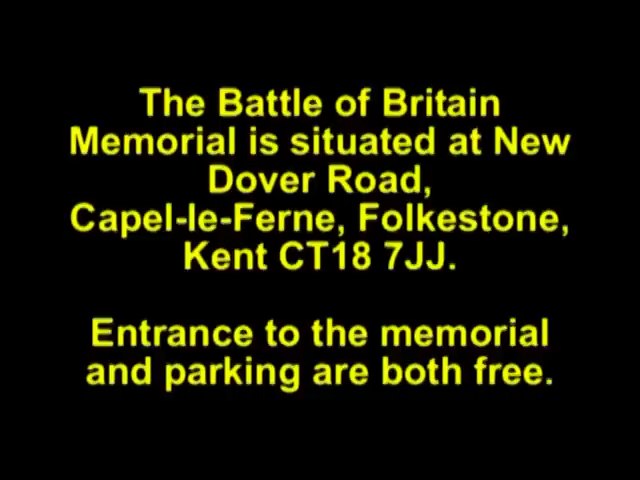 The Battle of Britain
Memorial is situated at New
Dover Road,
Capel-le-Ferne, Folkestone,
Kent CT18 7JJ.
Entrance to the memorial
and parking are both free.